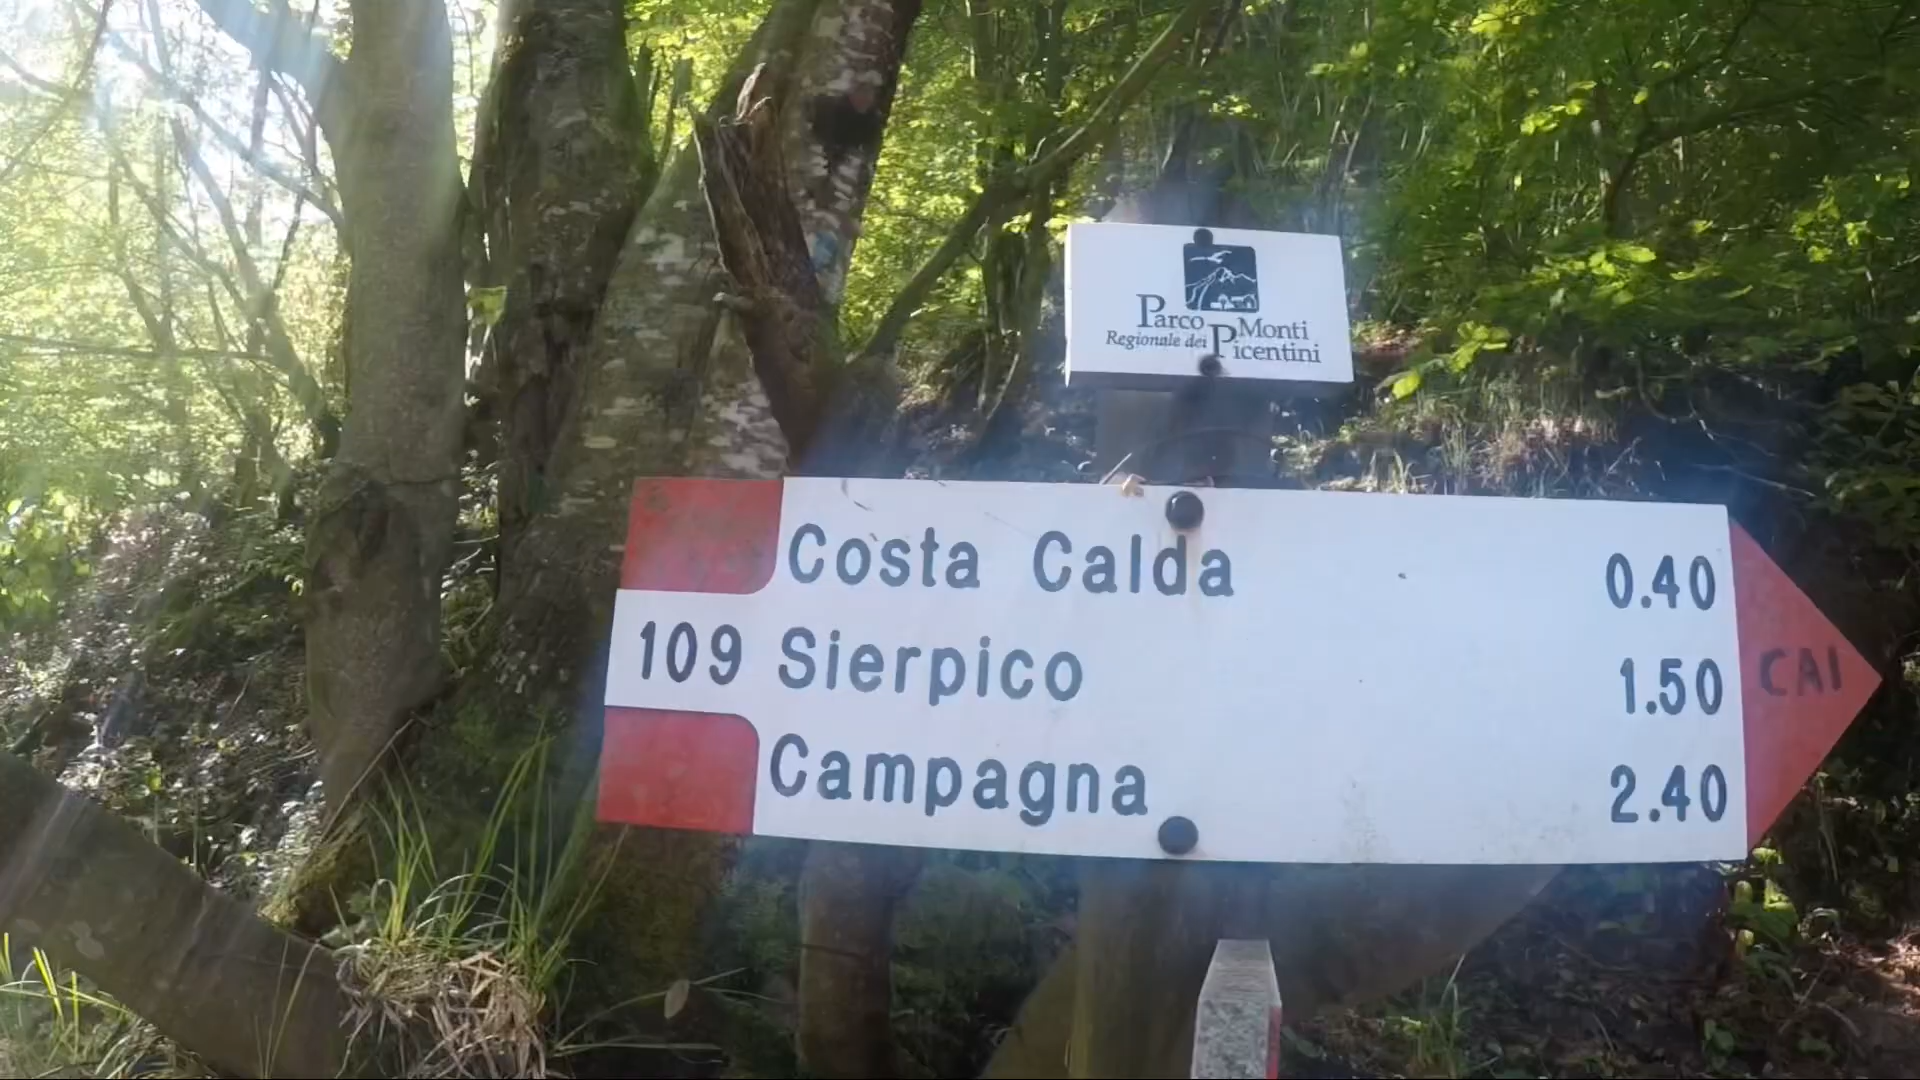 Parco Monti
Regionale dei Picentini
Costa Calda 0.40
109 Sierpico 1.50
Campagna 2.40
CAI